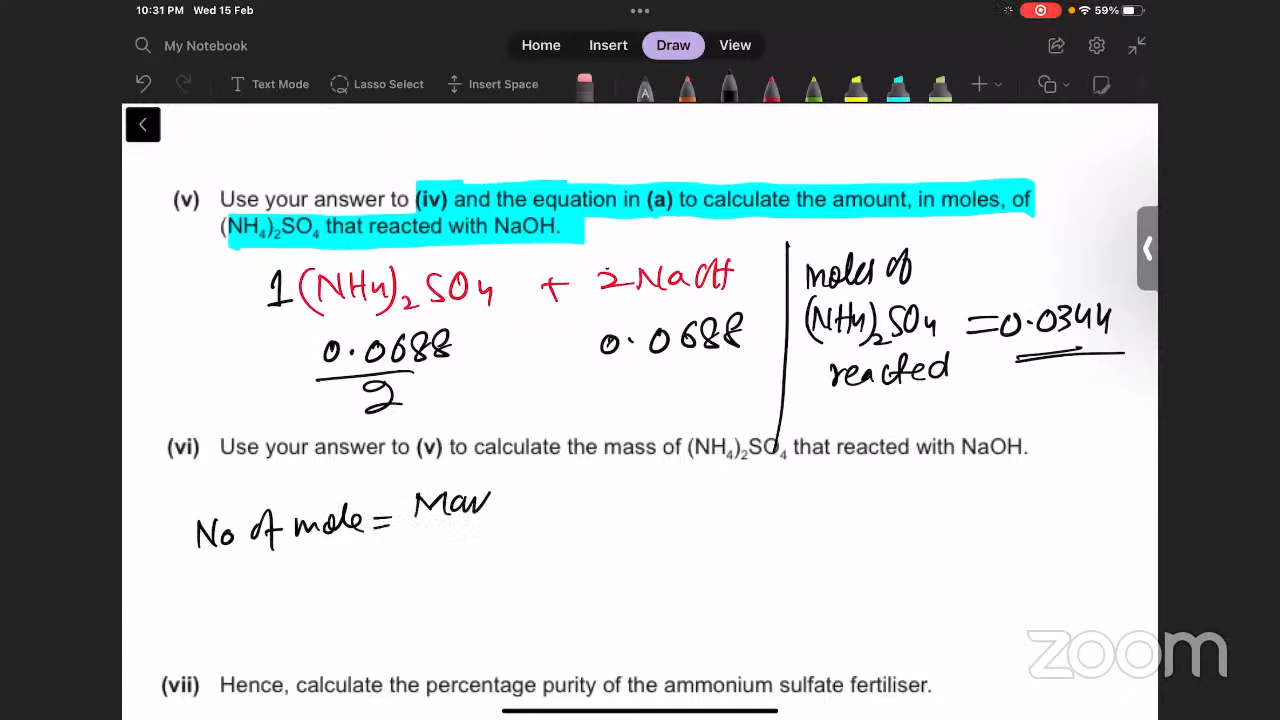 10:31 PM Wed 15 Feb
59%
My Notebook
Home Insert Draw View
Text Mode Lasso Select Insert Space
(v) Use your answer to (iv) and the equation in (a) to calculate the amount, in moles, of
(NH₄)₂SO₄ that reacted with NaOH.
1 (NH4)₂ SO4 + 2NaOH
0.0688 0.0688
2
moles of
(NH4)₂SO4 = 0.0344
reacted
(vi) Use your answer to (v) to calculate the mass of (NH₄)₂SO₄ that reacted with NaOH.
No of mole =
(vii) Hence, calculate the percentage purity of the ammonium sulfate fertiliser.
zoom